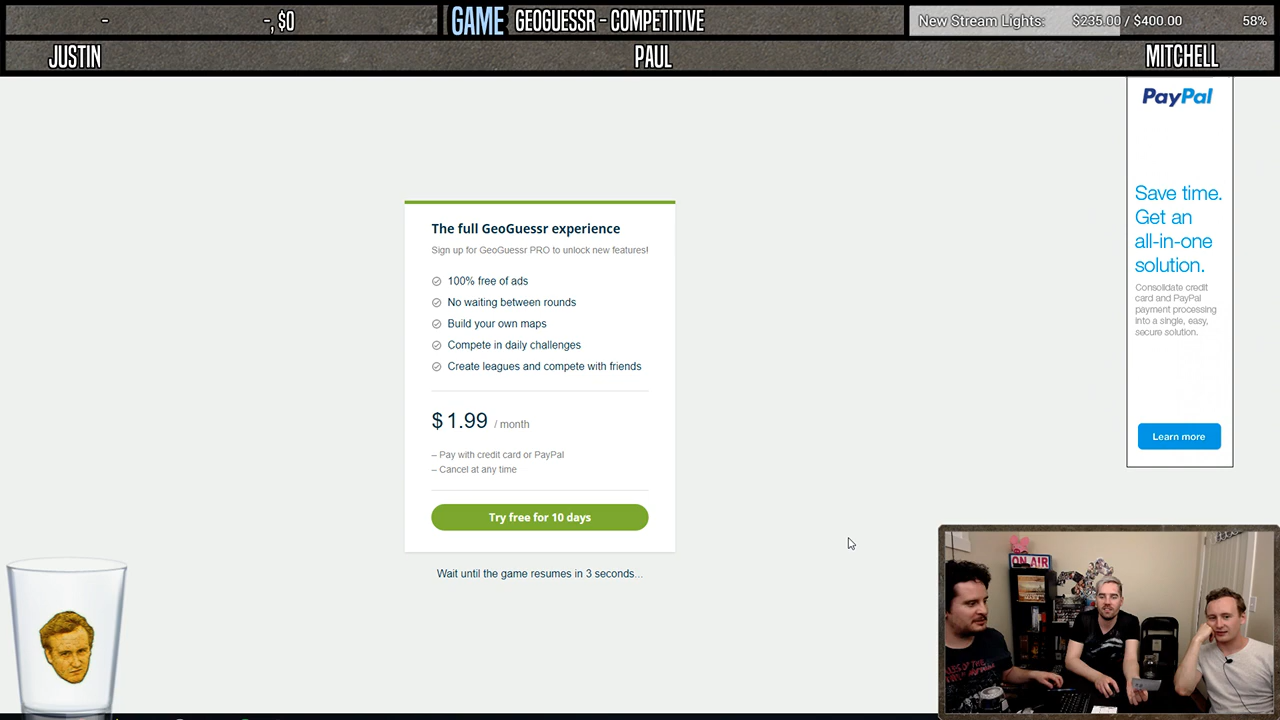 -
-, $0
GAME GEOGUESSR - COMPETITIVE
New Stream Lights: $235.00 / $400.00 58%
JUSTIN
PAUL
MITCHELL
PayPal
Save time.
Get an
all-in-one
solution.
Consolidate credit
card and PayPal
payment processing
into a single, easy,
secure solution.
Learn more
The full GeoGuessr experience
Sign up for GeoGuessr PRO to unlock new features!
100% free of ads
No waiting between rounds
Build your own maps
Compete in daily challenges
Create leagues and compete with friends
$ 1.99 / month
– Pay with credit card or PayPal
– Cancel at any time
Try free for 10 days
Wait until the game resumes in 3 seconds...
ON AIR